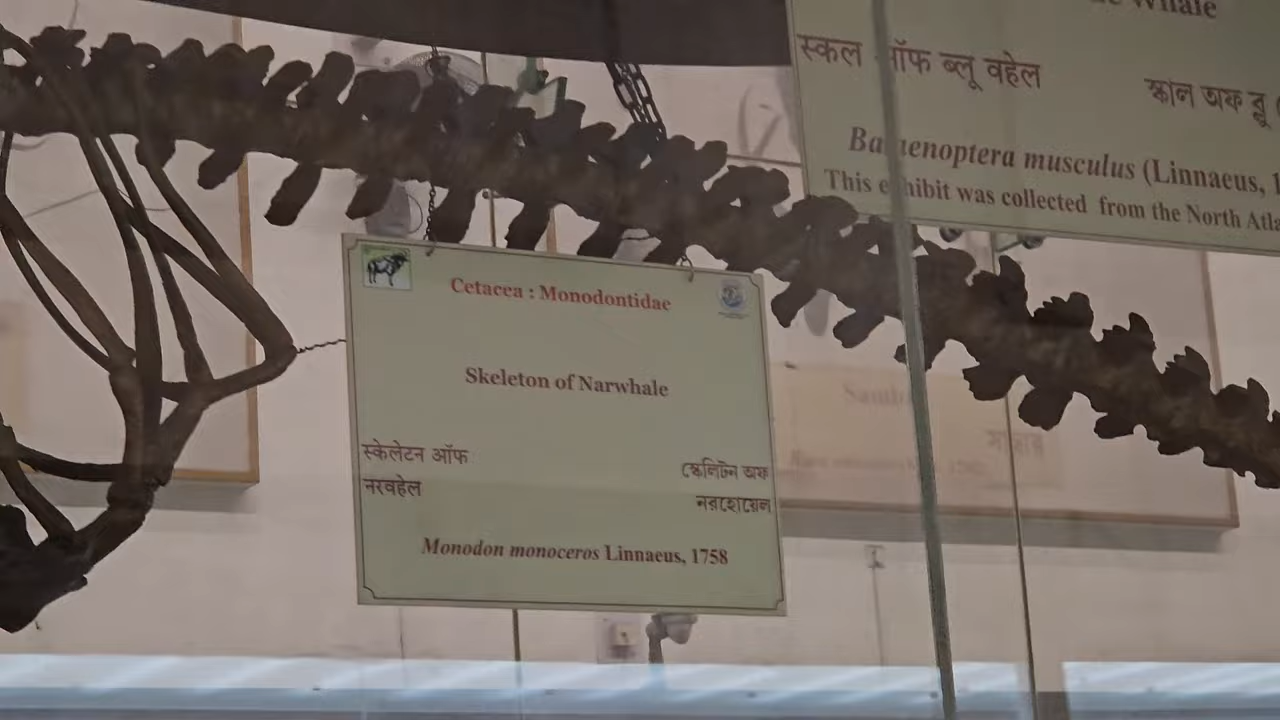 Whale
स्कल ऑफ ब्लू वहेल
স্কাল অফ ব্লু
musculus (Linnaeus, 1
This exhibit was collected from the North Atla
Cetacea : Monodontidae
Skeleton of Narwhale
स्केलेटन ऑफ
नरवहेल
স্কেলিটন অফ
নরহোয়েল
Monodon monoceros Linnaeus, 1758